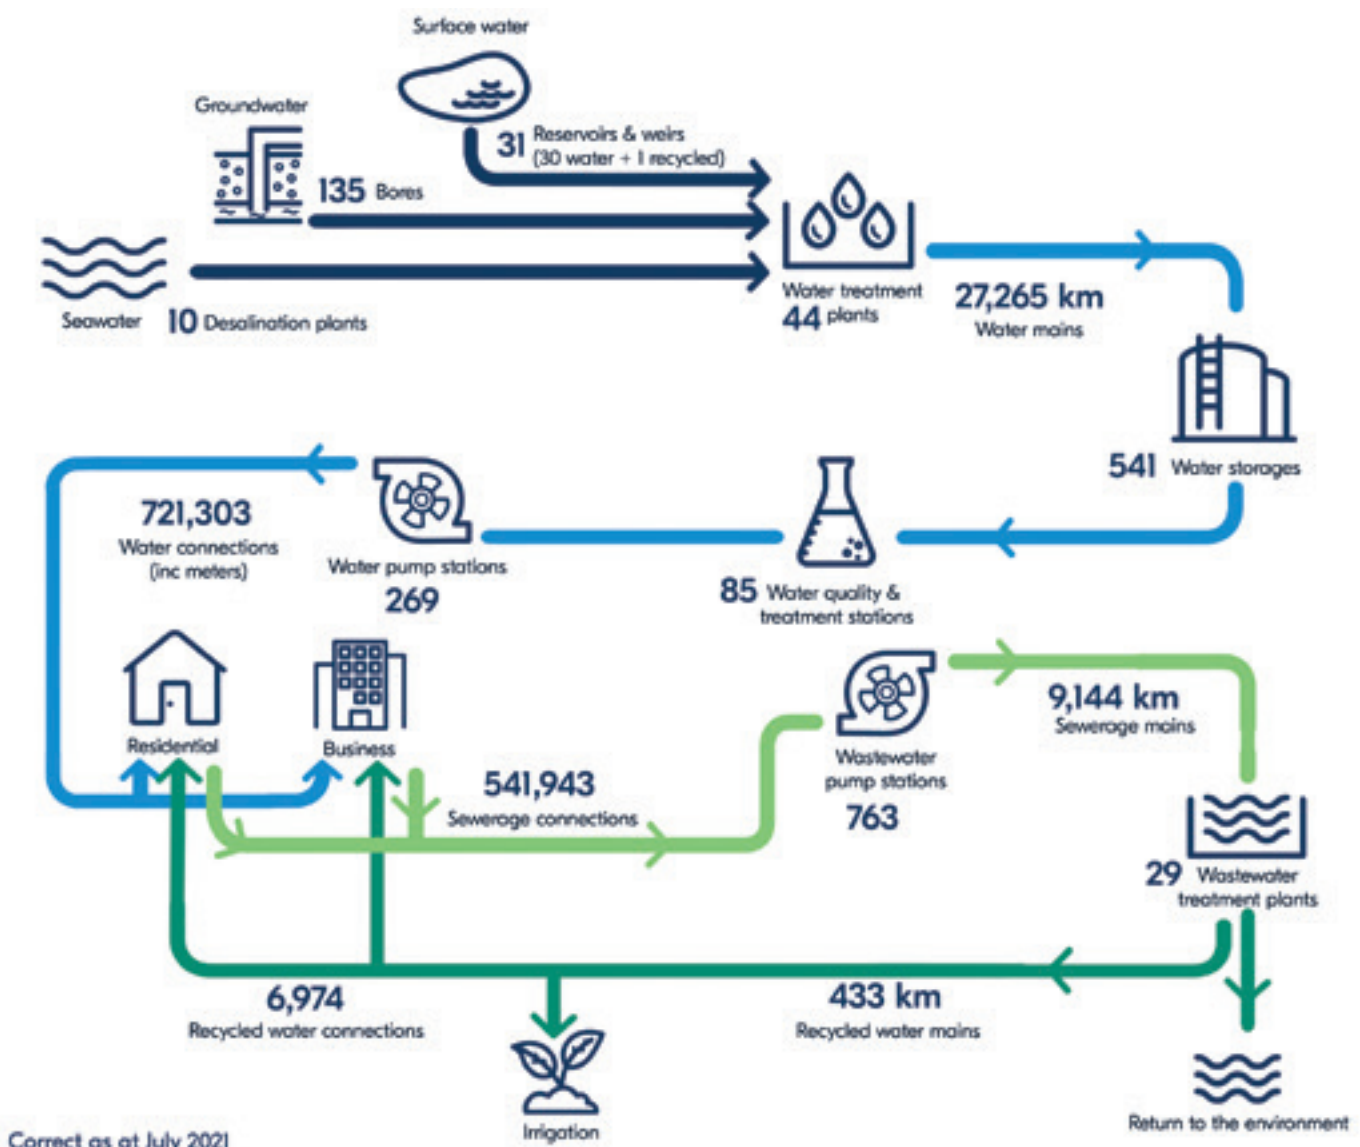 Surface water
Groundwater
31 Reservoirs & weirs
(30 water + 1 recycled)
135 Bores
Seawater
10 Desalination plants
Water treatment
44 plants
27,265 km
Water mains
541 Water storages
721,303
Water connections
(inc meters)
Water pump stations
269
85 Water quality &
treatment stations
Residential
Business
541,943
Sewerage connections
Wastewater
pump stations
763
9,144 km
Sewerage mains
29 Wastewater
treatment plants
6,974
Recycled water connections
433 km
Recycled water mains
Irrigation
Return to the environment
Correct as at July 2021